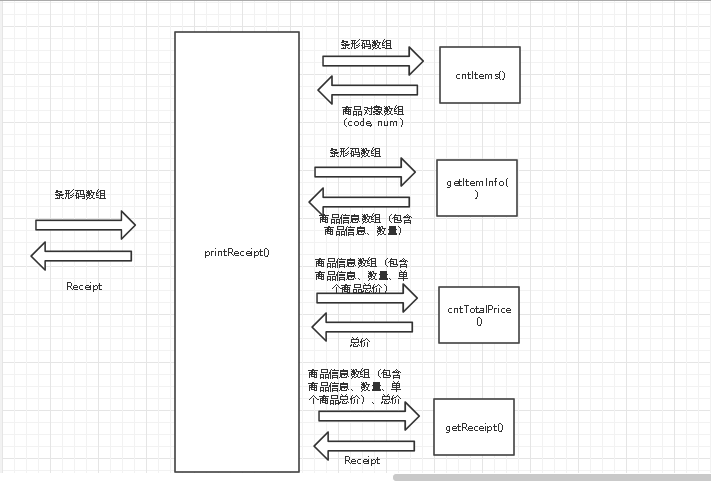 条形码数组
Receipt
printReceipt()
条形码数组
cntItems()
商品对象数组
（code, num）
条形码数组
getItemInfo(
)
商品信息数组（包含
商品信息、数量）
商品信息数组（包含
商品信息、数量、单
个商品总价）
cntTotalPrice
()
总价
商品信息数组（包含
商品信息、数量、单
个商品总价）、总价
getReceipt()
Receipt